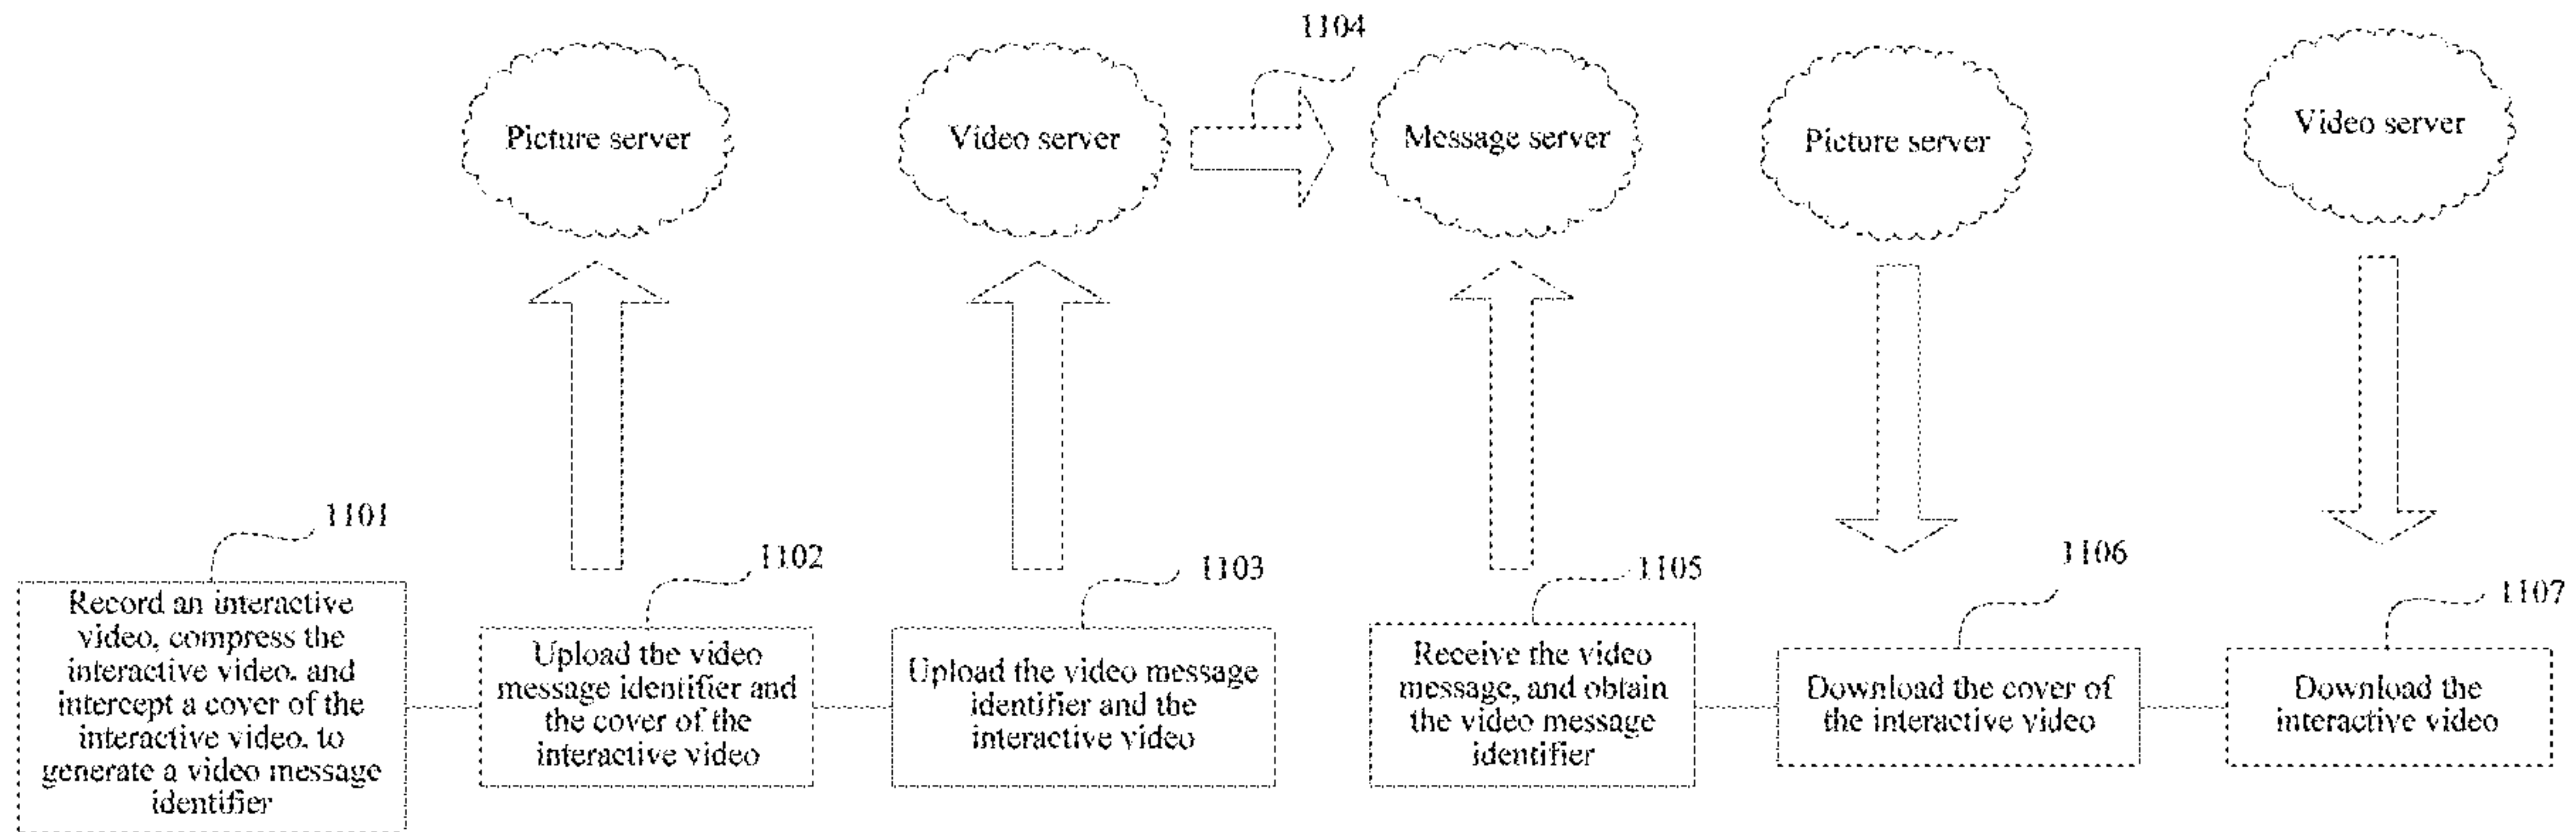 1104
Picture server
Video server
Message server
Picture server
Video server
1101
1102
1103
1105
1106
1107
Record an interactive
video, compress the
interactive video, and
intercept a cover of the
interactive video, to
generate a video message
identifier
Upload the video
message identifier and
the cover of the
interactive video
Upload the video message
identifier and the
interactive video
Receive the video
message, and obtain
the video message
identifier
Download the cover of
the interactive video
Download the
interactive video